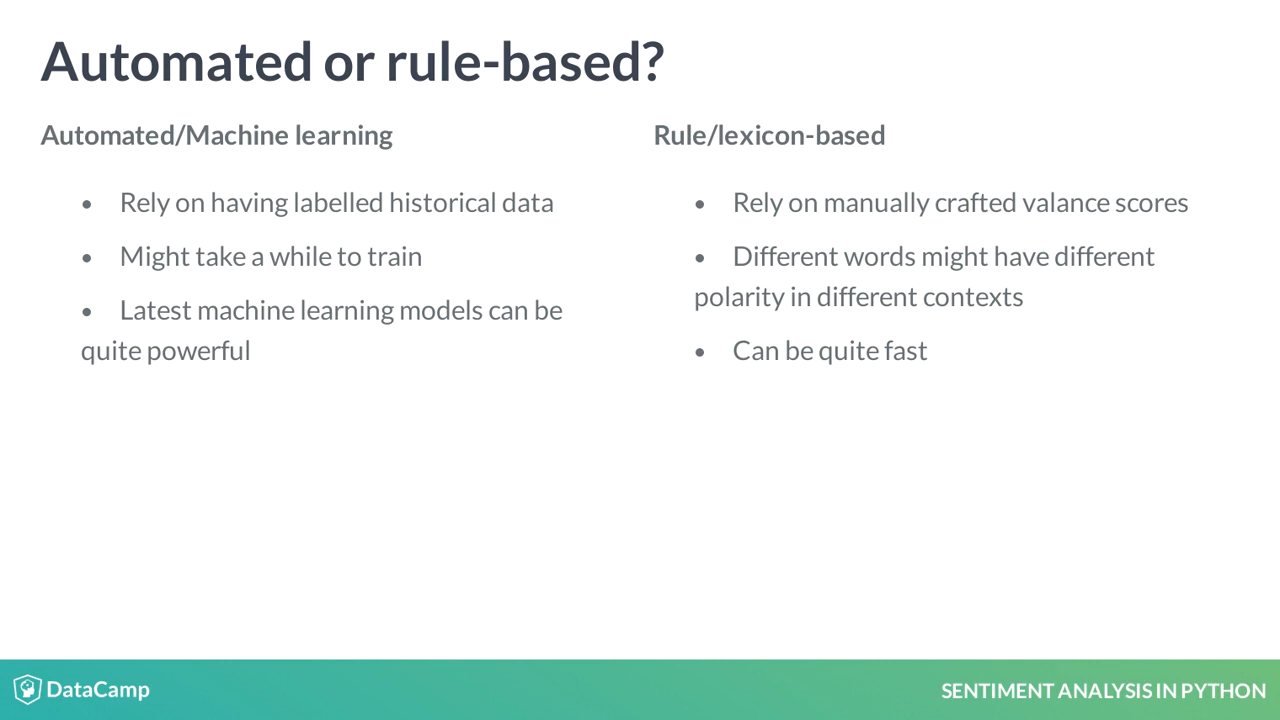 Automated or rule-based?
Automated/Machine learning
• Rely on having labelled historical data
• Might take a while to train
• Latest machine learning models can be
quite powerful
Rule/lexicon-based
• Rely on manually crafted valance scores
• Different words might have different
polarity in different contexts
• Can be quite fast
DataCamp
SENTIMENT ANALYSIS IN PYTHON